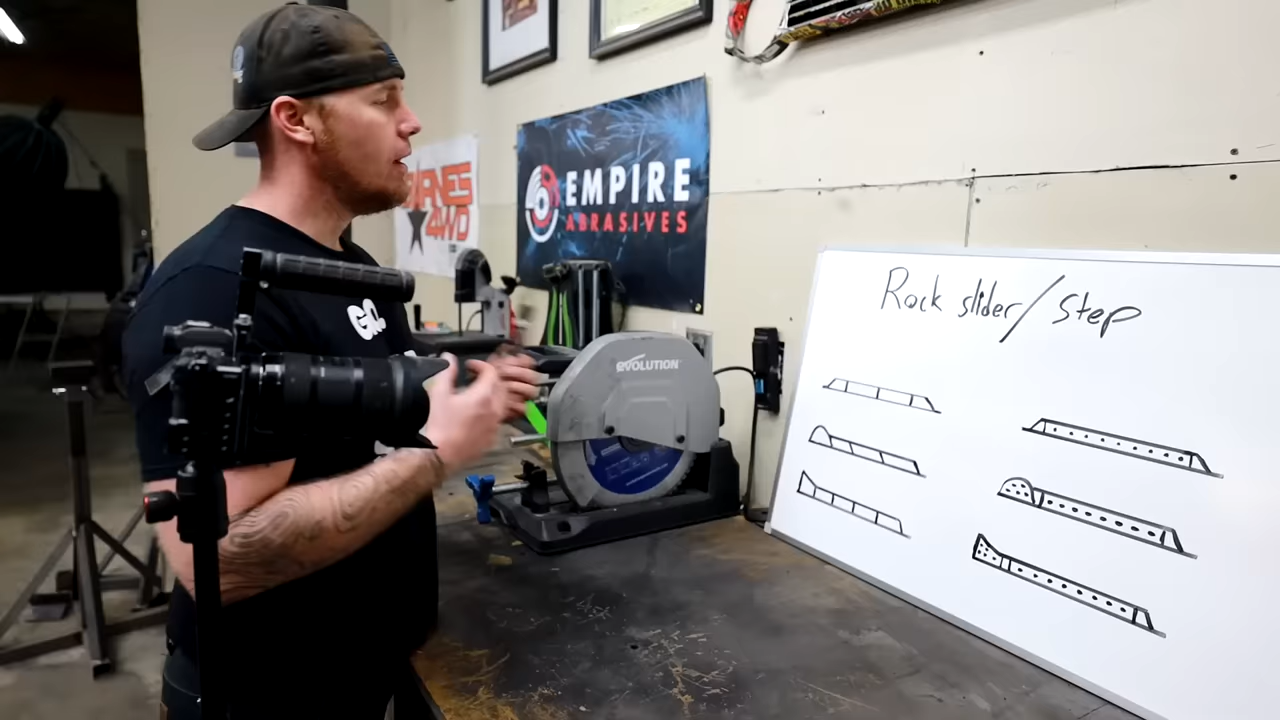 EMPIRE
ABRASIVES
4WD
EVOLUTION
Rock slider/Step